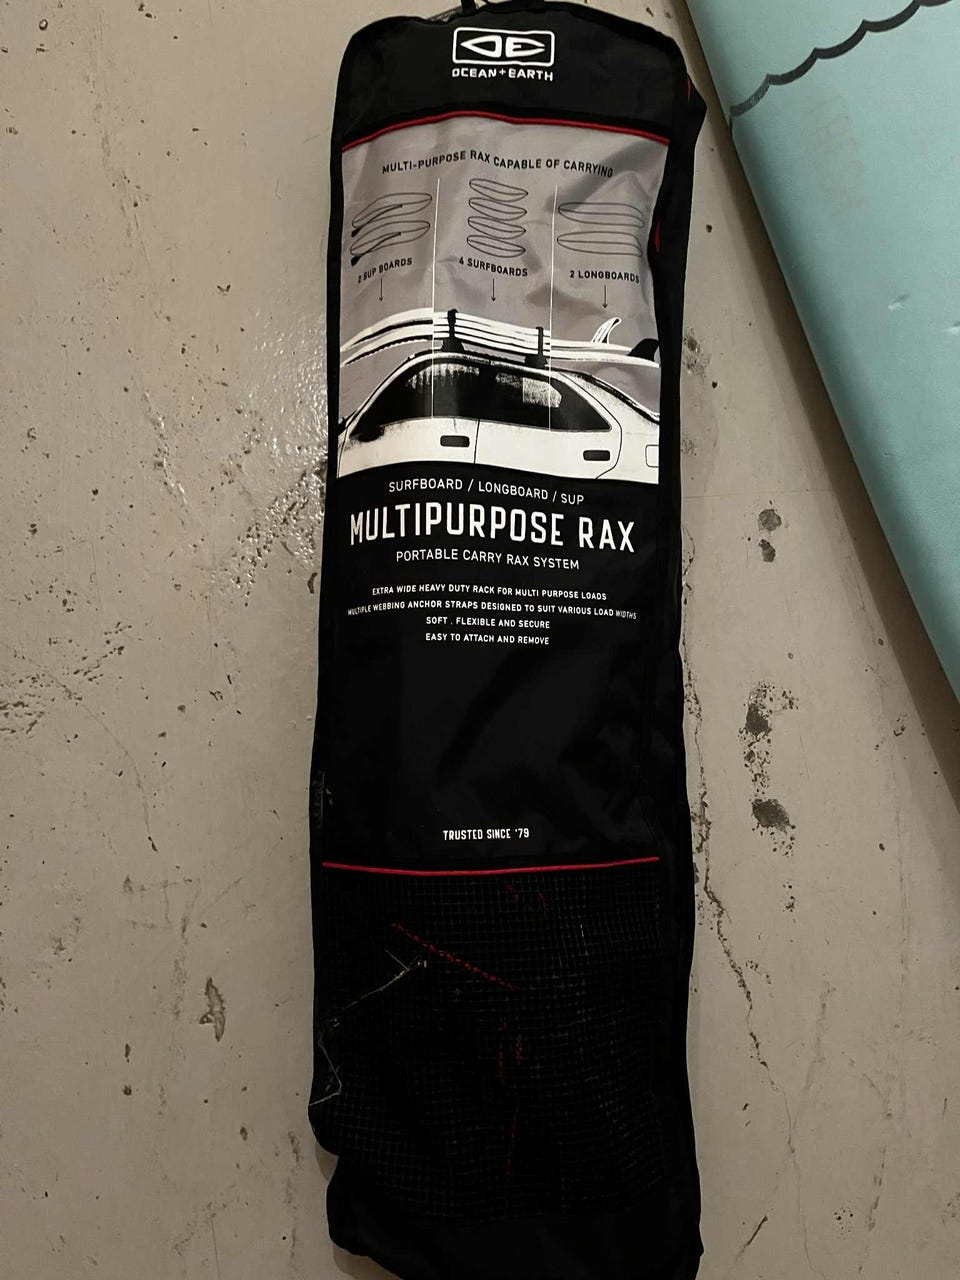 OCEAN+EARTH
MULTI-PURPOSE RAX CAPABLE OF CARRYING
2 SUP BOARDS
4 SURFBOARDS
2 LONGBOARDS
SURFBOARD / LONGBOARD / SUP
MULTIPURPOSE RAX
PORTABLE CARRY RAX SYSTEM
EXTRA WIDE HEAVY DUTY RACK FOR MULTI PURPOSE LOADS
MULTIPLE WEBBING ANCHOR STRAPS DESIGNED TO SUIT VARIOUS LOAD WIDTHS
SOFT . FLEXIBLE AND SECURE
EASY TO ATTACH AND REMOVE
TRUSTED SINCE '79